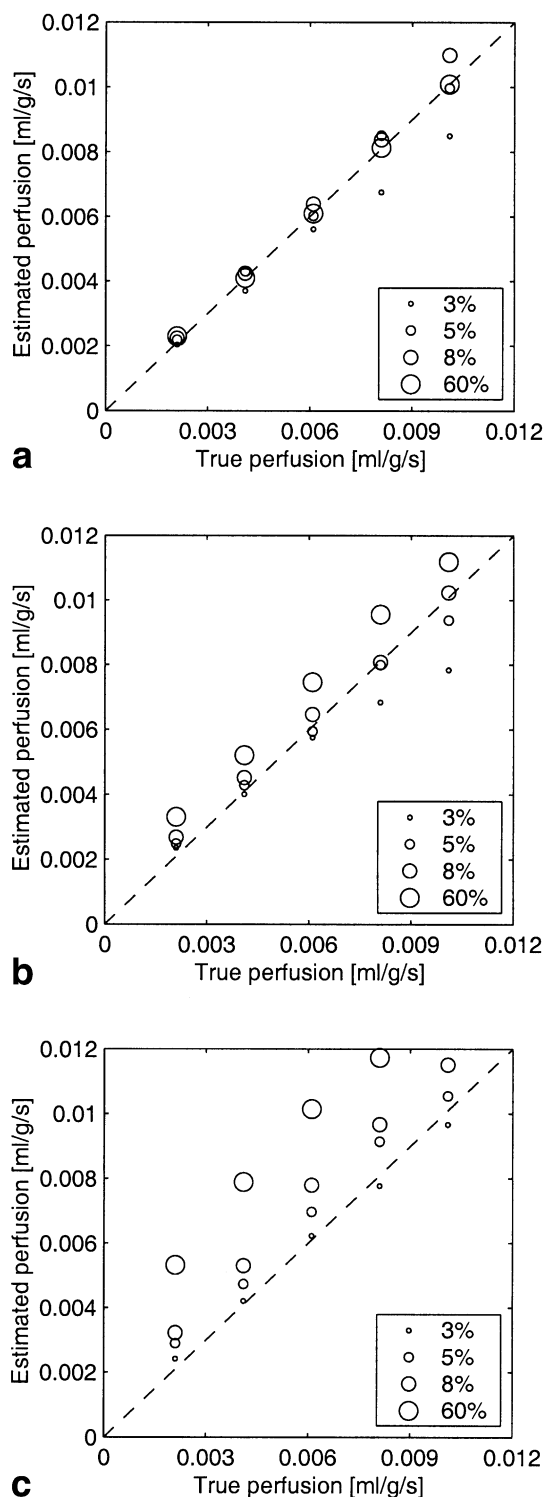 0.012
0.01
0.008
0.006
0.004
0.002
0
Estimated perfusion [ml/g/s]
3%
5%
8%
60%
0 0.003 0.006 0.009 0.012
True perfusion [ml/g/s]
a
0.012
0.01
0.008
0.006
0.004
0.002
0
Estimated perfusion [ml/g/s]
3%
5%
8%
60%
0 0.003 0.006 0.009 0.012
True perfusion [ml/g/s]
b
0.012
0.01
0.008
0.006
0.004
0.002
0
Estimated perfusion [ml/g/s]
3%
5%
8%
60%
0 0.003 0.006 0.009 0.012
True perfusion [ml/g/s]
c